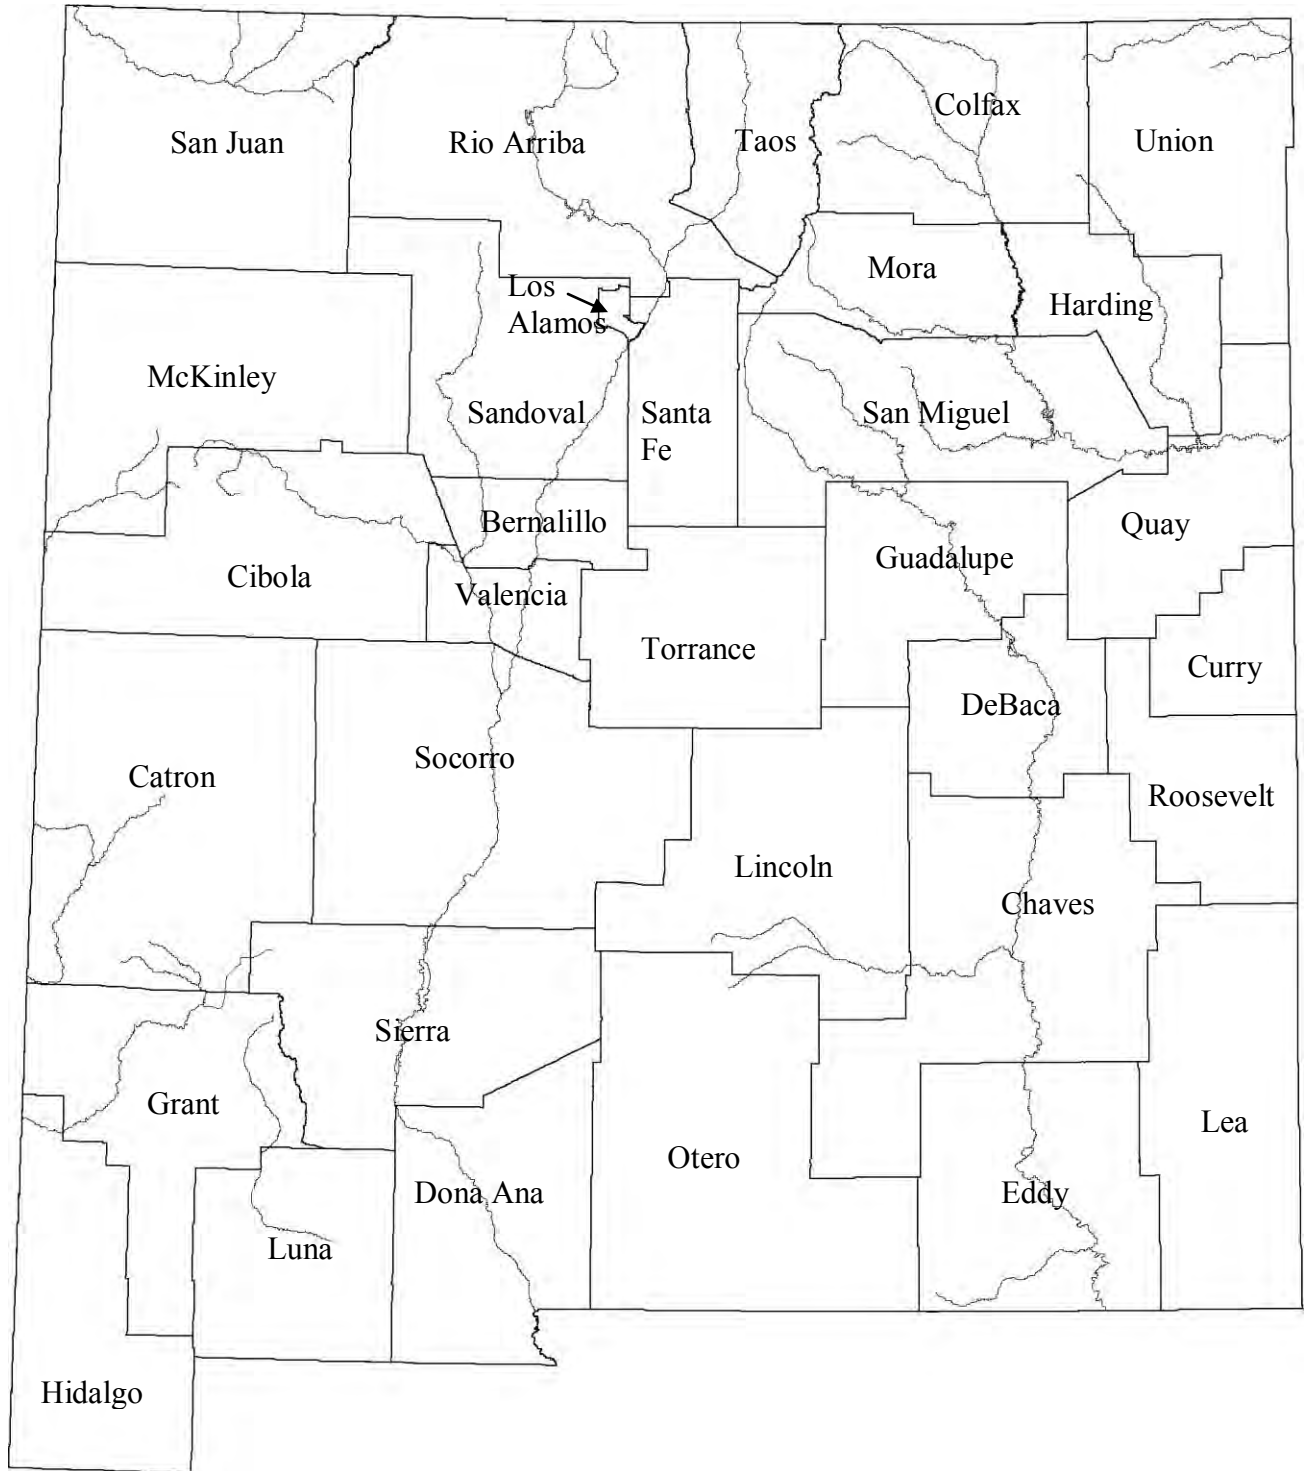 Colfax
San Juan
Rio Arriba
Taos
Union
Mora
Los
Alamos
Harding
McKinley
Sandoval
Santa
Fe
San Miguel
Bernalillo
Quay
Guadalupe
Cibola
Valencia
Torrance
Curry
DeBaca
Socorro
Catron
Roosevelt
Lincoln
Chaves
Sierra
Grant
Lea
Otero
Dona Ana
Eddy
Luna
Hidalgo